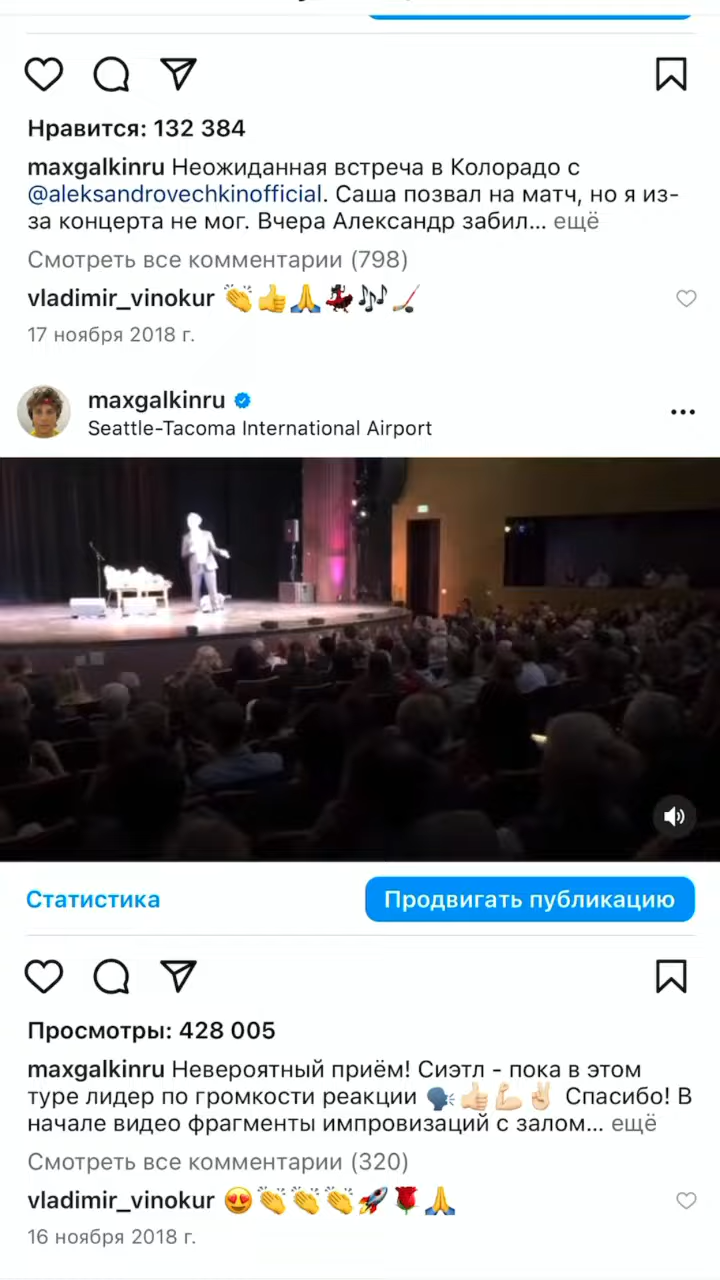 Нравится: 132 384
maxgalkinru Неожиданная встреча в Колорадо с
@aleksandrovechkinofficial. Саша позвал на матч, но я из-
за концерта не мог. Вчера Александр забил... ещё
Смотреть все комментарии (798)
vladimir_vinokur 👏👍🙏💃🎶🏒
17 ноября 2018 г.
maxgalkinru
Seattle-Tacoma International Airport
Статистика
Продвигать публикацию
Просмотры: 428 005
maxgalkinru Невероятный приём! Сиэтл - пока в этом
туре лидер по громкости реакции 🗣👍🏻💪🏻✌🏻 Спасибо! В
начале видео фрагменты импровизаций с залом... ещё
Смотреть все комментарии (320)
vladimir_vinokur 😍👏👏👏🚀🌹🙏
16 ноября 2018 г.